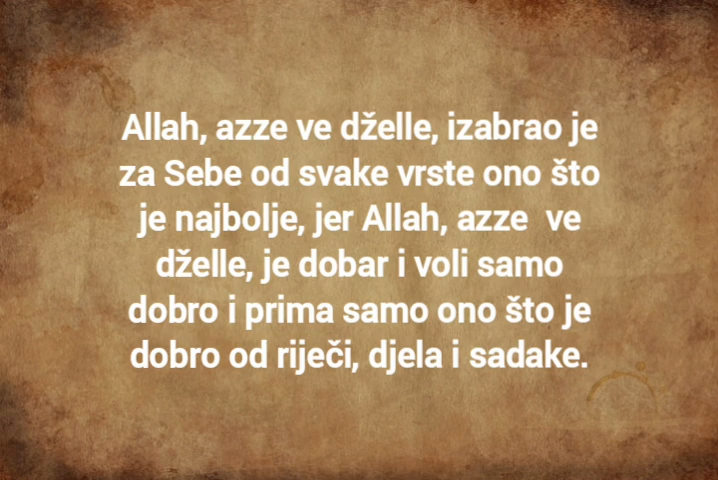 Allah, azze ve dželle, izabrao je
za Sebe od svake vrste ono što
je najbolje, jer Allah, azze  ve
dželle, je dobar i voli samo
dobro i prima samo ono što je
dobro od riječi, djela i sadake.